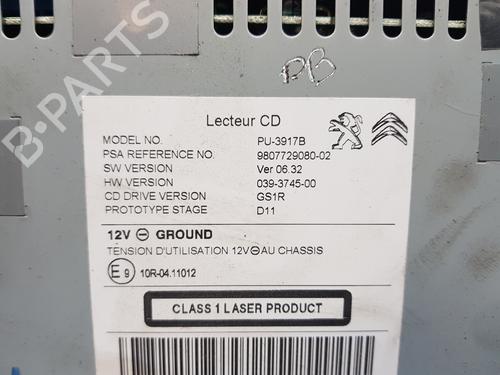 PB
Lecteur CD
MODEL NO. PU-3917B
PSA REFERENCE NO. 9807729080-02
SW VERSION Ver 06.32
HW VERSION 039-3745-00
CD DRIVE VERSION GS1R
PROTOTYPE STAGE D11
12V ⊖ GROUND
TENSION D'UTILISATION 12V⊖AU CHASSIS
E9 10R-04.11012
CLASS 1 LASER PRODUCT
B-PARTS